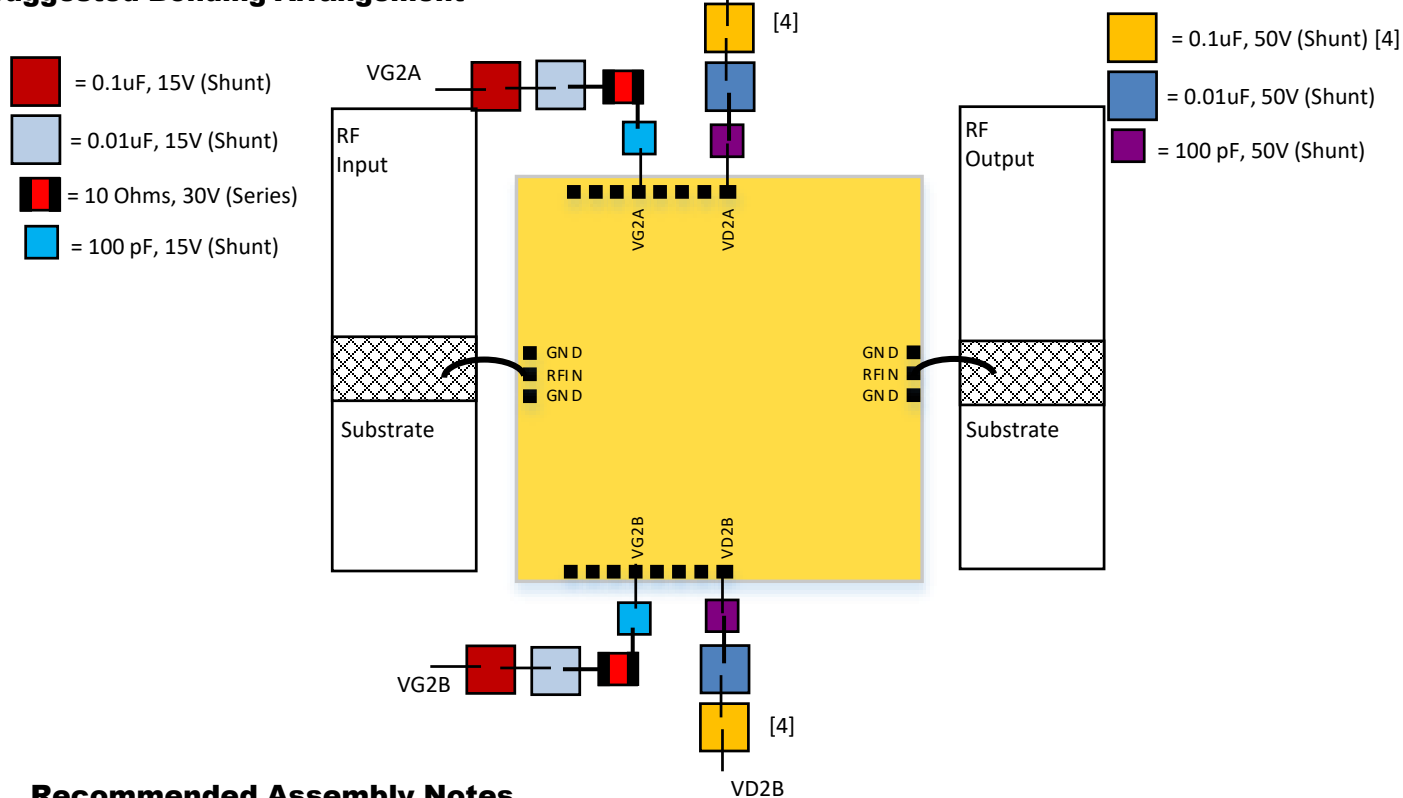 [4]
= 0.1uF, 15V (Shunt)
= 0.01uF, 15V (Shunt)
= 10 Ohms, 30V (Series)
= 100 pF, 15V (Shunt)
VG2A
= 0.1uF, 50V (Shunt) [4]
= 0.01uF, 50V (Shunt)
= 100 pF, 50V (Shunt)
RF
Input
RF
Output
VG2A
VD2A
GND
RFIN
GND
GND
RFIN
GND
Substrate
Substrate
VG2B
VD2B
VG2B
[4]
VD2B
Recommended Assembly Notes